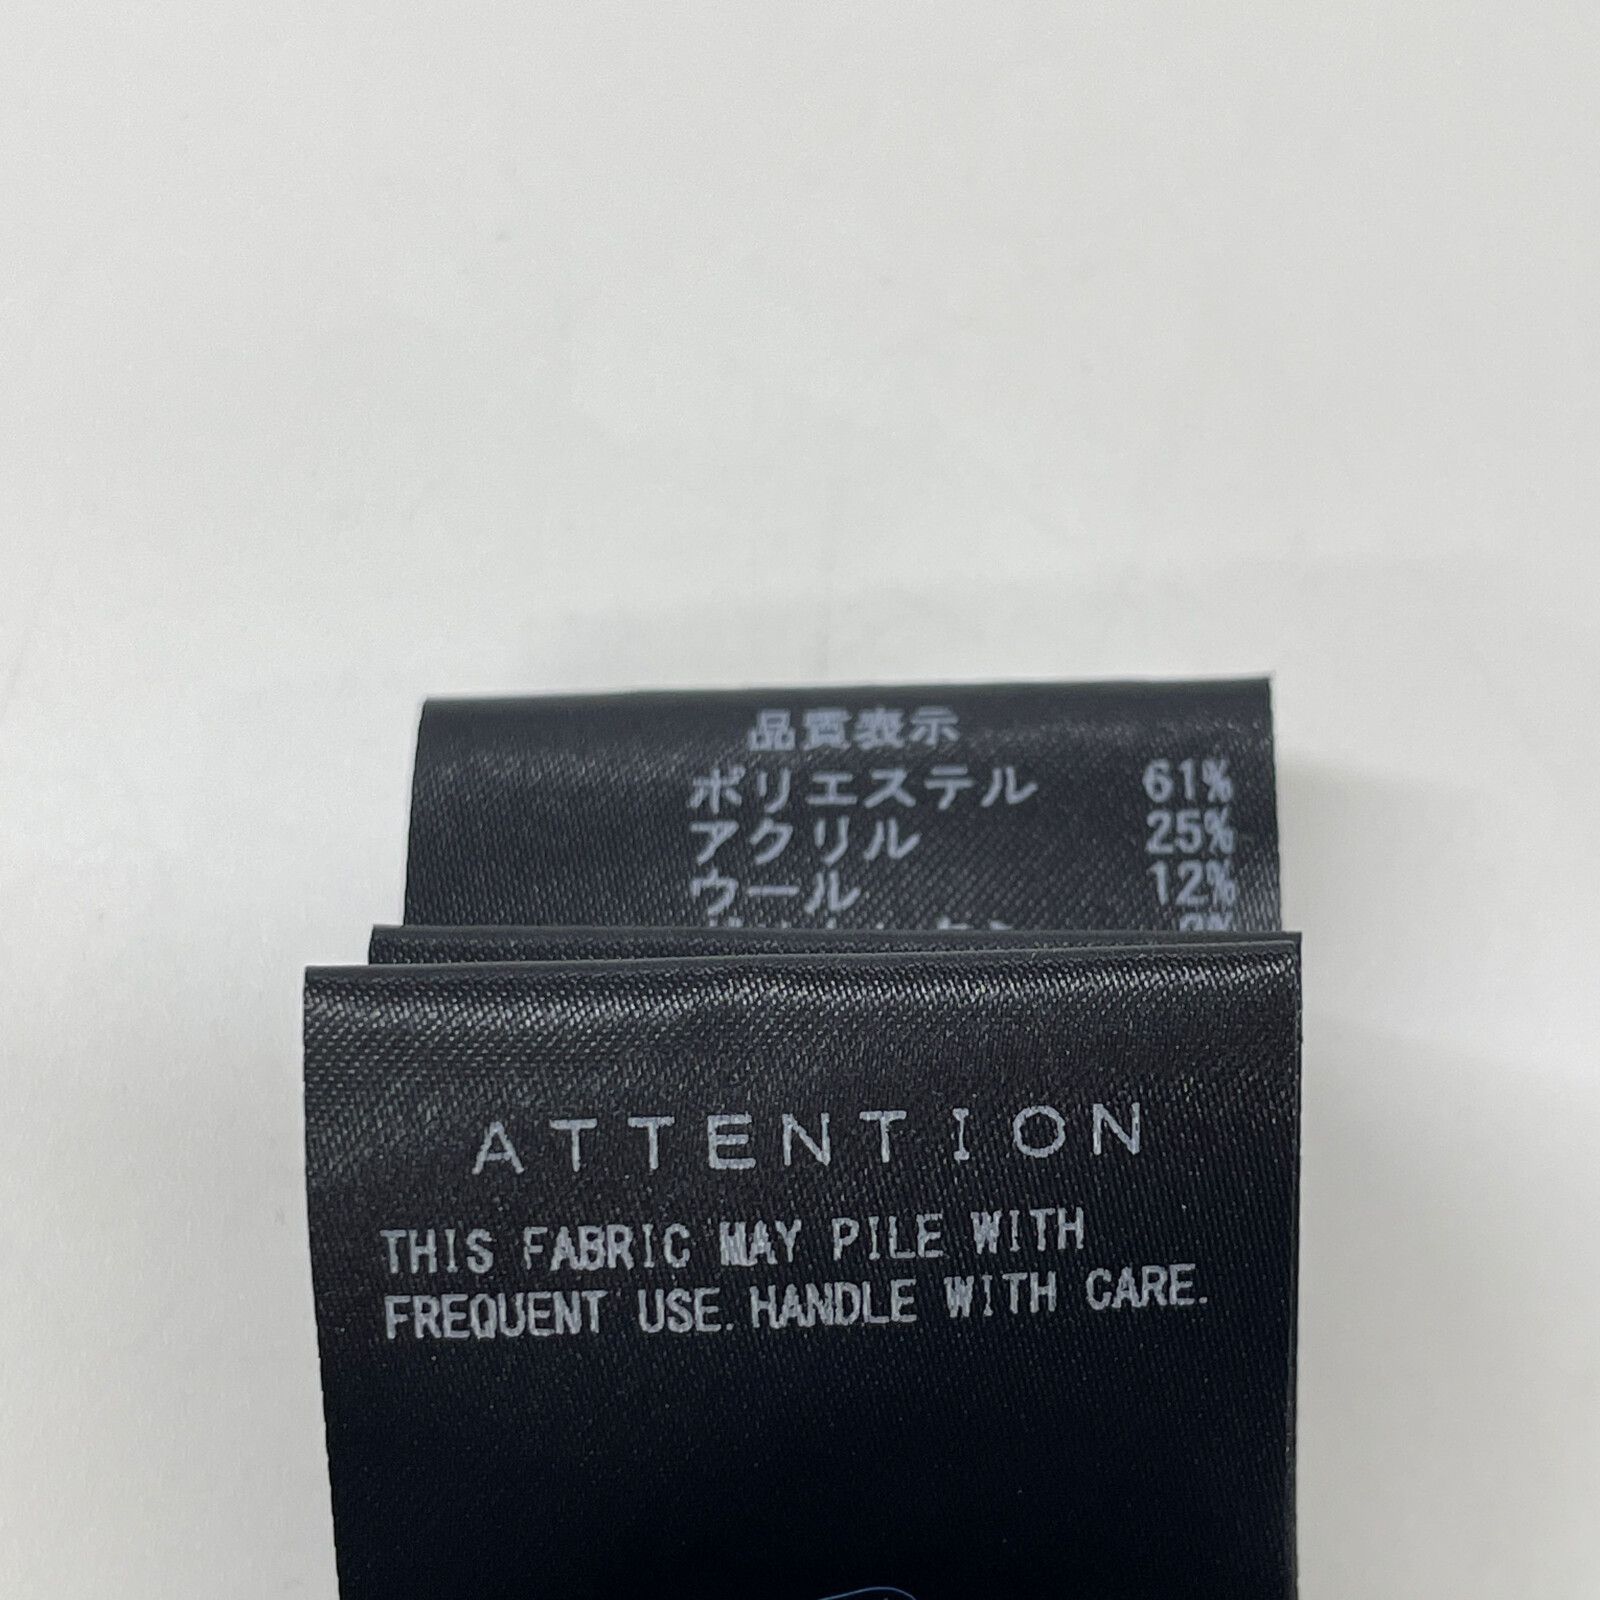 品質表示
ポリエステル 61%
アクリル 25%
ウール 12%
ATTENTION
THIS FABRIC MAY PILE WITH
FREQUENT USE. HANDLE WITH CARE.